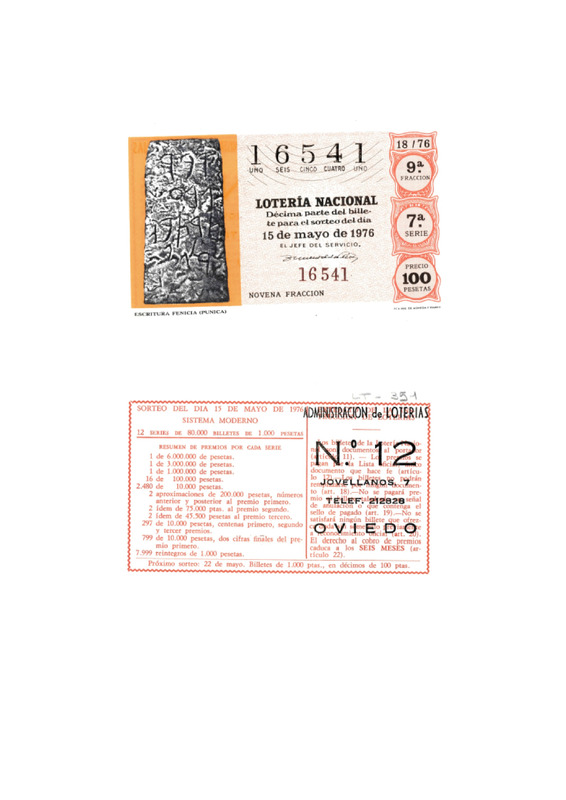 16541
UNO SEIS CINCO CUATRO UNO
LOTERÍA NACIONAL
Décima parte del bille-
te para el sorteo del día
15 de mayo de 1976
EL JEFE DEL SERVICIO,
16541
NOVENA FRACCION
18/76
9ª
FRACCION
7ª
SERIE
PRECIO
100
PESETAS
ESCRITURA FENICIA (PUNICA)
SORTEO DEL DIA 15 DE MAYO DE 1976
SISTEMA MODERNO
12 SERIES DE 80.000 BILLETES DE 1.000 PESETAS
RESUMEN DE PREMIOS POR CADA SERIE
1 de 6.000.000 de pesetas.
1 de 3.000.000 de pesetas.
1 de 1.000.000 de pesetas.
16 de 100.000 pesetas.
2.480 de 10.000 pesetas.
2 aproximaciones de 200.000 pesetas, números
anterior y posterior al premio primero.
2 ídem de 75.000 ptas. al premio segundo.
2 ídem de 45.500 pesetas al premio tercero.
297 de 10.000 pesetas, centenas primero, segundo
y tercer premios.
799 de 10.000 pesetas, dos cifras finales del pre-
mio primero.
7.999 reintegros de 1.000 pesetas.
ADMINISTRACION de LOTERIAS
N.º 12
JOVELLANOS,
TELEF. 212828
OVIEDO
El derecho al cobro de premios
caduca a los SEIS MESES (ar-
tículo 22).
Próximo sorteo: 22 de mayo. Billetes de 1.000 ptas., en décimos de 100 ptas.